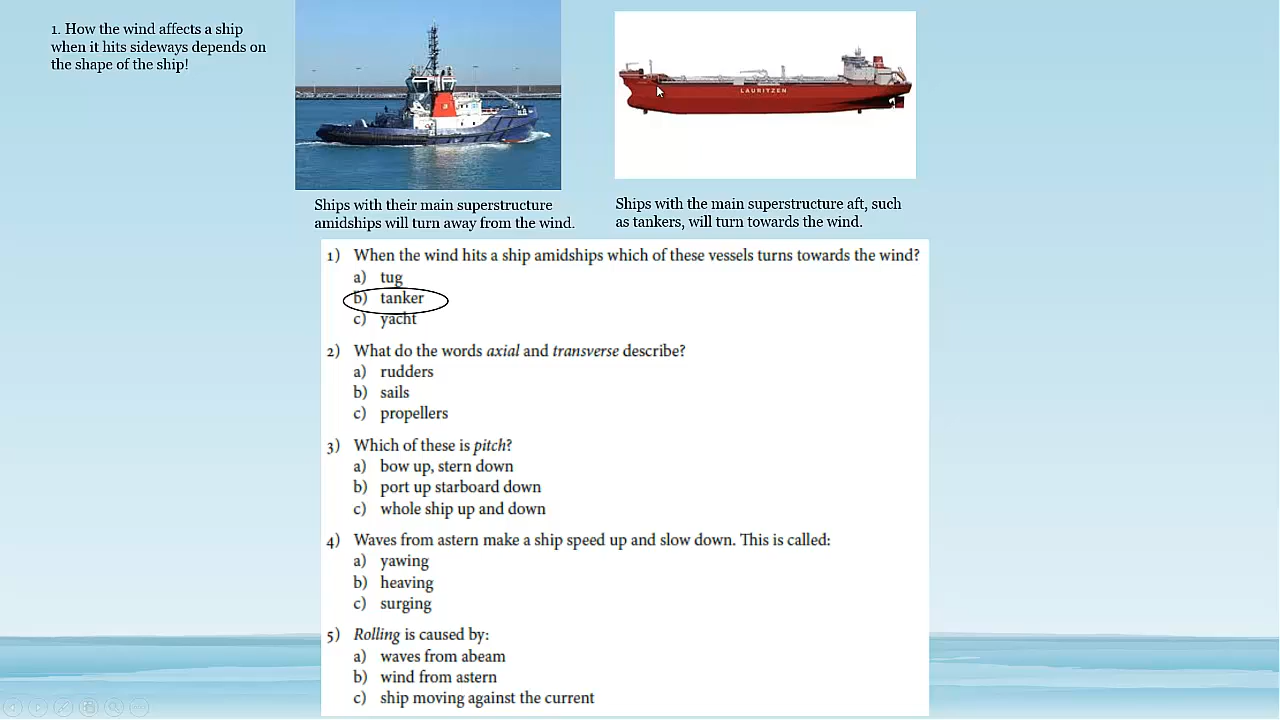 1. How the wind affects a ship
when it hits sideways depends on
the shape of the ship!
3
LAURITZEN
Ships with their main superstructure
amidships will turn away from the wind.
Ships with the main superstructure aft, such
as tankers, will turn towards the wind.
1) When the wind hits a ship amidships which of these vessels turns towards the wind?
a) tug
b) tanker
c) yacht
2) What do the words axial and transverse describe?
a) rudders
b) sails
c) propellers
3) Which of these is pitch?
a) bow up, stern down
b) port up starboard down
c) whole ship up and down
4) Waves from astern make a ship speed up and slow down. This is called:
a) yawing
b) heaving
c) surging
5) Rolling is caused by:
a) waves from abeam
b) wind from astern
c) ship moving against the current